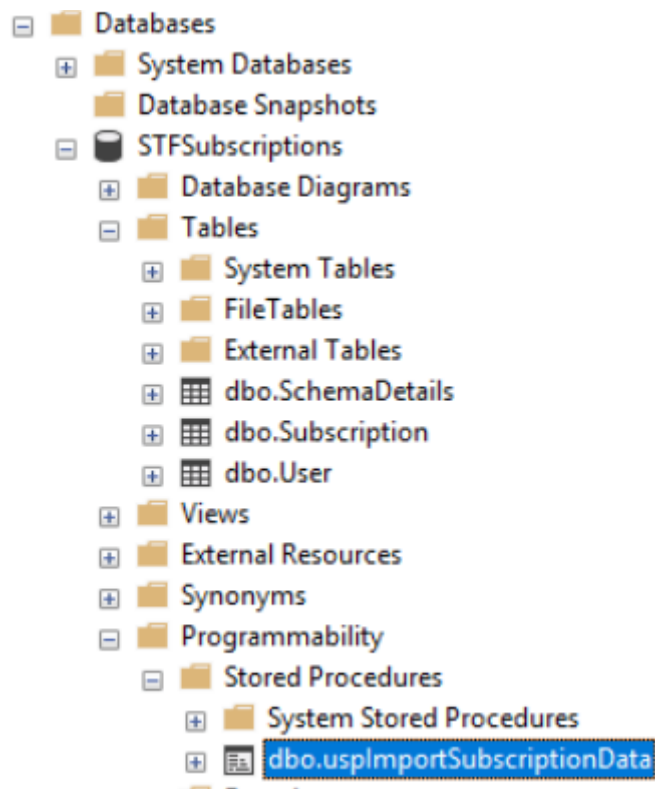 Databases
System Databases
Database Snapshots
STFSubscriptions
Database Diagrams
Tables
System Tables
FileTables
External Tables
dbo.SchemaDetails
dbo.Subscription
dbo.User
Views
External Resources
Synonyms
Programmability
Stored Procedures
System Stored Procedures
dbo.uspImportSubscriptionData